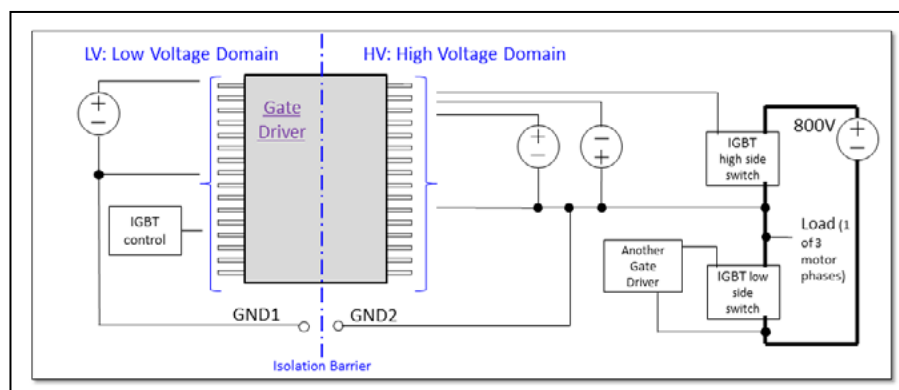 LV: Low Voltage Domain
HV: High Voltage Domain
Gate
Driver
+
−
+
−
−
+
800V
+
−
IGBT
high side
switch
IGBT
control
Load (1
of 3
motor
phases)
Another
Gate
Driver
IGBT low
side
switch
GND1
GND2
Isolation Barrier